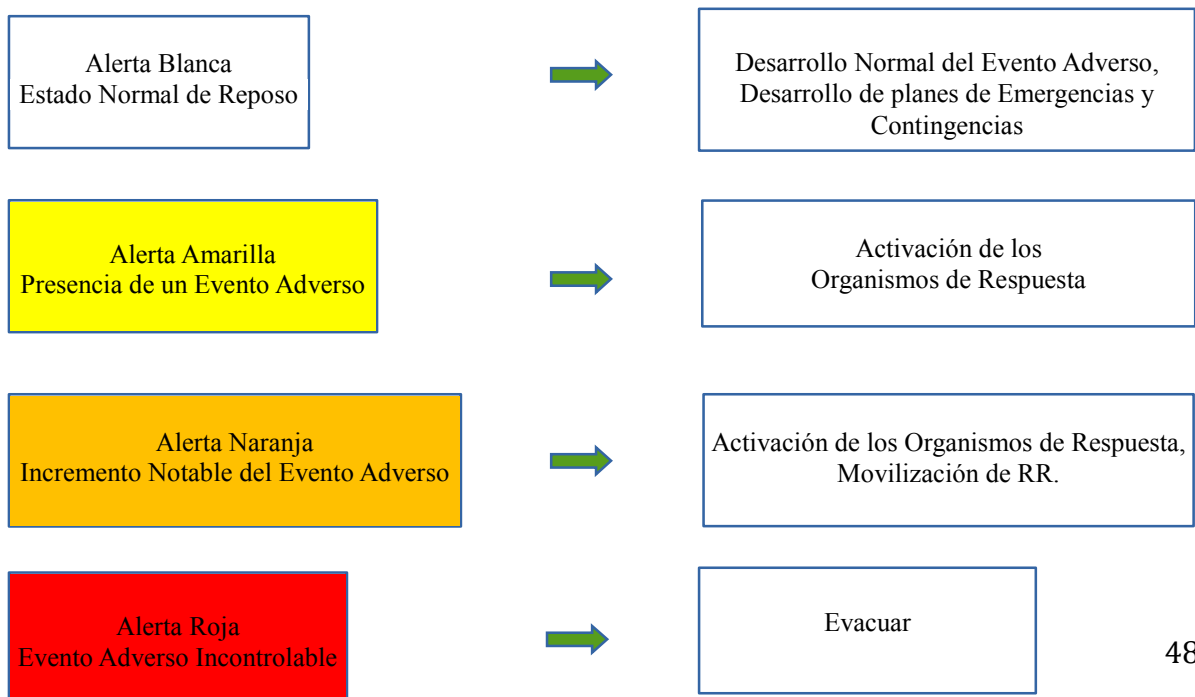 Alerta Blanca
Estado Normal de Reposo
Desarrollo Normal del Evento Adverso,
Desarrollo de planes de Emergencias y
Contingencias
Alerta Amarilla
Presencia de un Evento Adverso
Activación de los
Organismos de Respuesta
Alerta Naranja
Incremento Notable del Evento Adverso
Activación de los Organismos de Respuesta,
Movilización de RR.
Alerta Roja
Evento Adverso Incontrolable
Evacuar
48